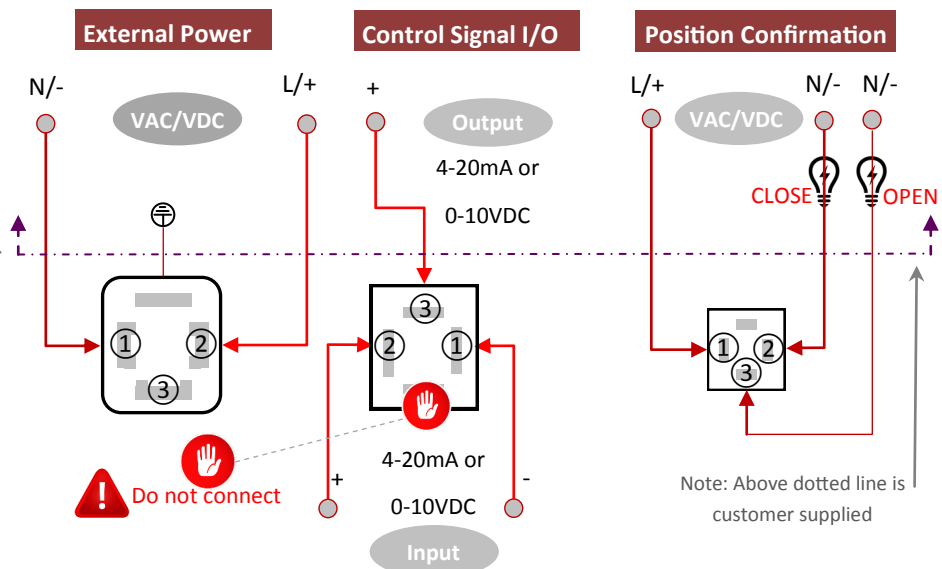 External Power
Control Signal I/O
Position Confirmation
N/-
L/+
+
L/+
N/-
N/-
VAC/VDC
Output
VAC/VDC
4-20mA or
0-10VDC
CLOSE
OPEN
1
2
3
3
2
1
1
2
3
Do not connect
+
4-20mA or
0-10VDC
-
Input
Note: Above dotted line is
customer supplied